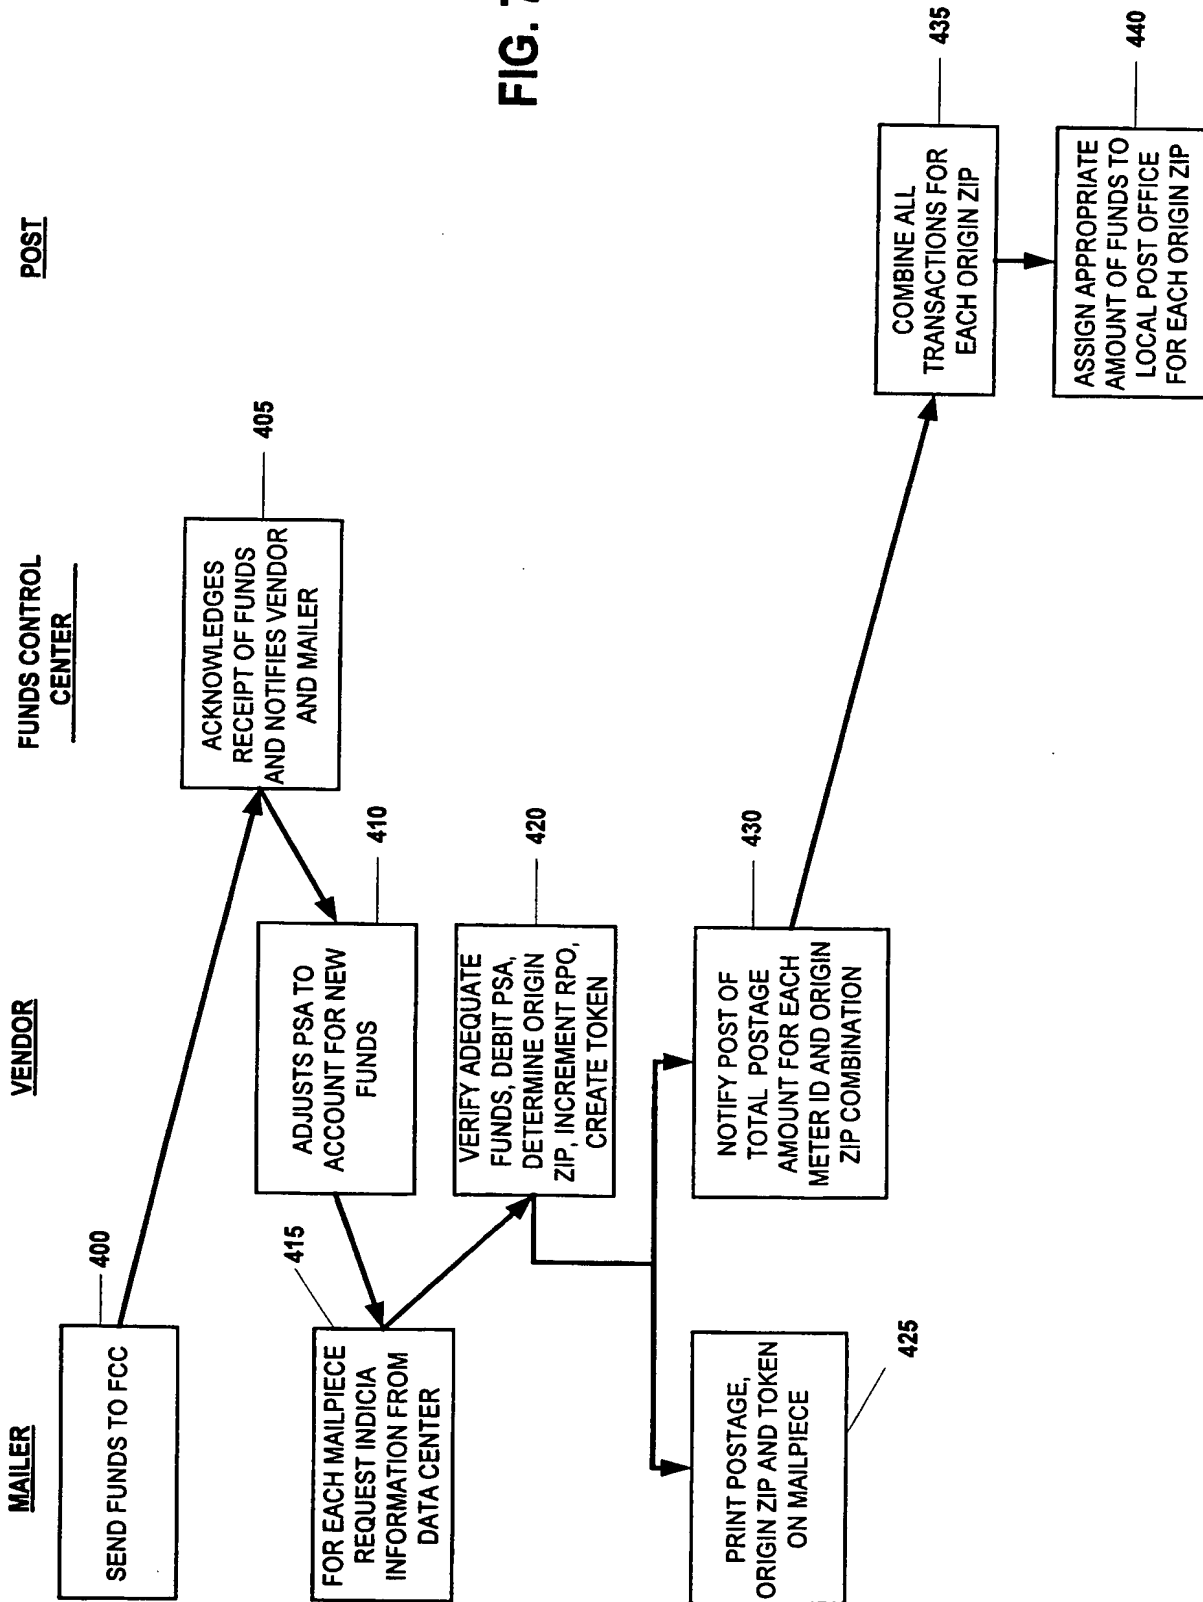 MAILER
VENDOR
FUNDS CONTROL
CENTER
POST
400
SEND FUNDS TO FCC
405
ACKNOWLEDGES
RECEIPT OF FUNDS
AND NOTIFIES VENDOR
AND MAILER
410
ADJUSTS PSA TO
ACCOUNT FOR NEW
FUNDS
415
FOR EACH MAILPIECE
REQUEST INDICIA
INFORMATION FROM
DATA CENTER
420
VERIFY ADEQUATE
FUNDS, DEBIT PSA,
DETERMINE ORIGIN
ZIP, INCREMENT RPO,
CREATE TOKEN
425
PRINT POSTAGE,
ORIGIN ZIP AND TOKEN
ON MAILPIECE
430
NOTIFY POST OF
TOTAL POSTAGE
AMOUNT FOR EACH
METER ID AND ORIGIN
ZIP COMBINATION
435
COMBINE ALL
TRANSACTIONS FOR
EACH ORIGIN ZIP
440
ASSIGN APPROPRIATE
AMOUNT OF FUNDS TO
LOCAL POST OFFICE
FOR EACH ORIGIN ZIP
FIG. 7